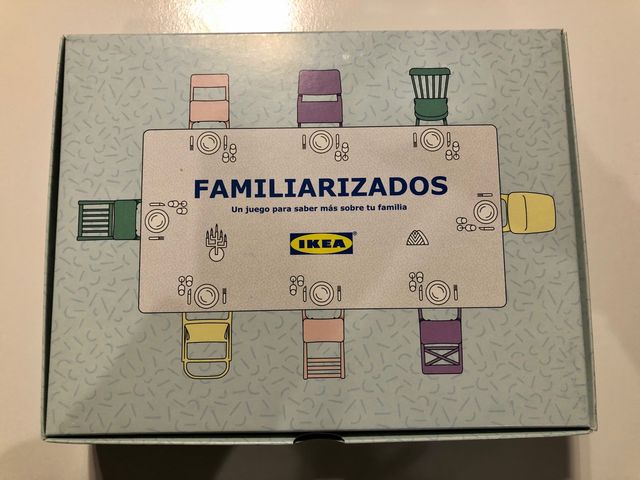 FAMILIARIZADOS
Un juego para saber más sobre tu familia
IKEA